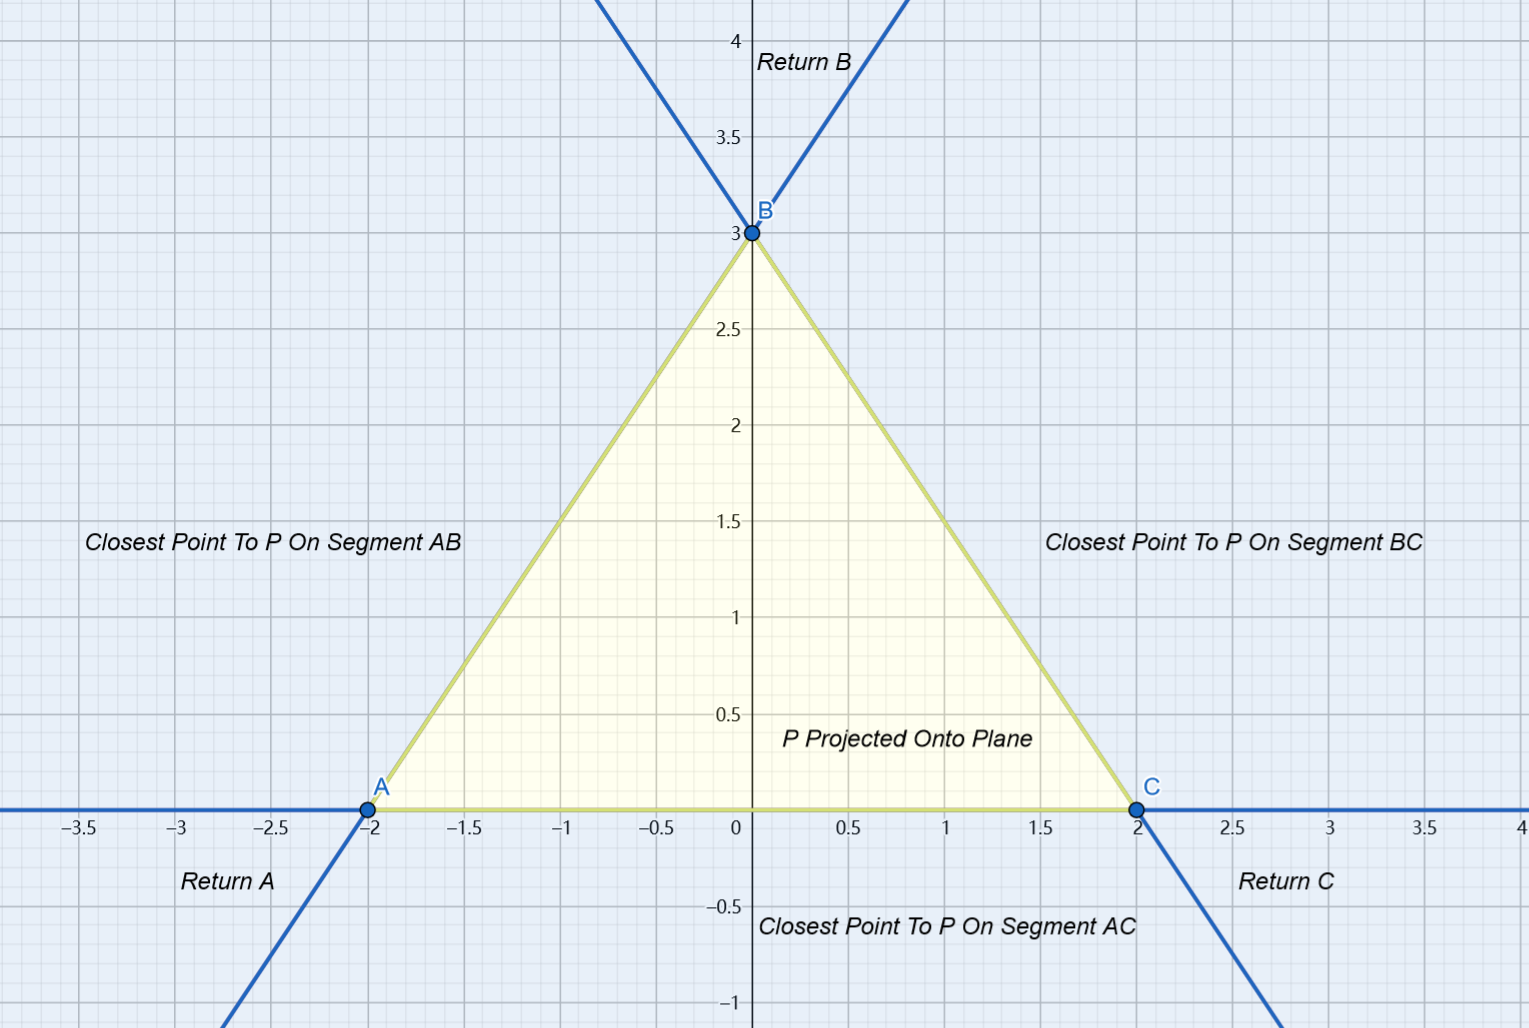 4
Return B
3.5
B
3
2.5
2
1.5
Closest Point To P On Segment AB
Closest Point To P On Segment BC
1
0.5
P Projected Onto Plane
A
C
–3.5 –3 –2.5 –2 –1.5 –1 –0.5 0 0.5 1 1.5 2 2.5 3 3.5 4
Return A
Return C
–0.5
Closest Point To P On Segment AC
–1